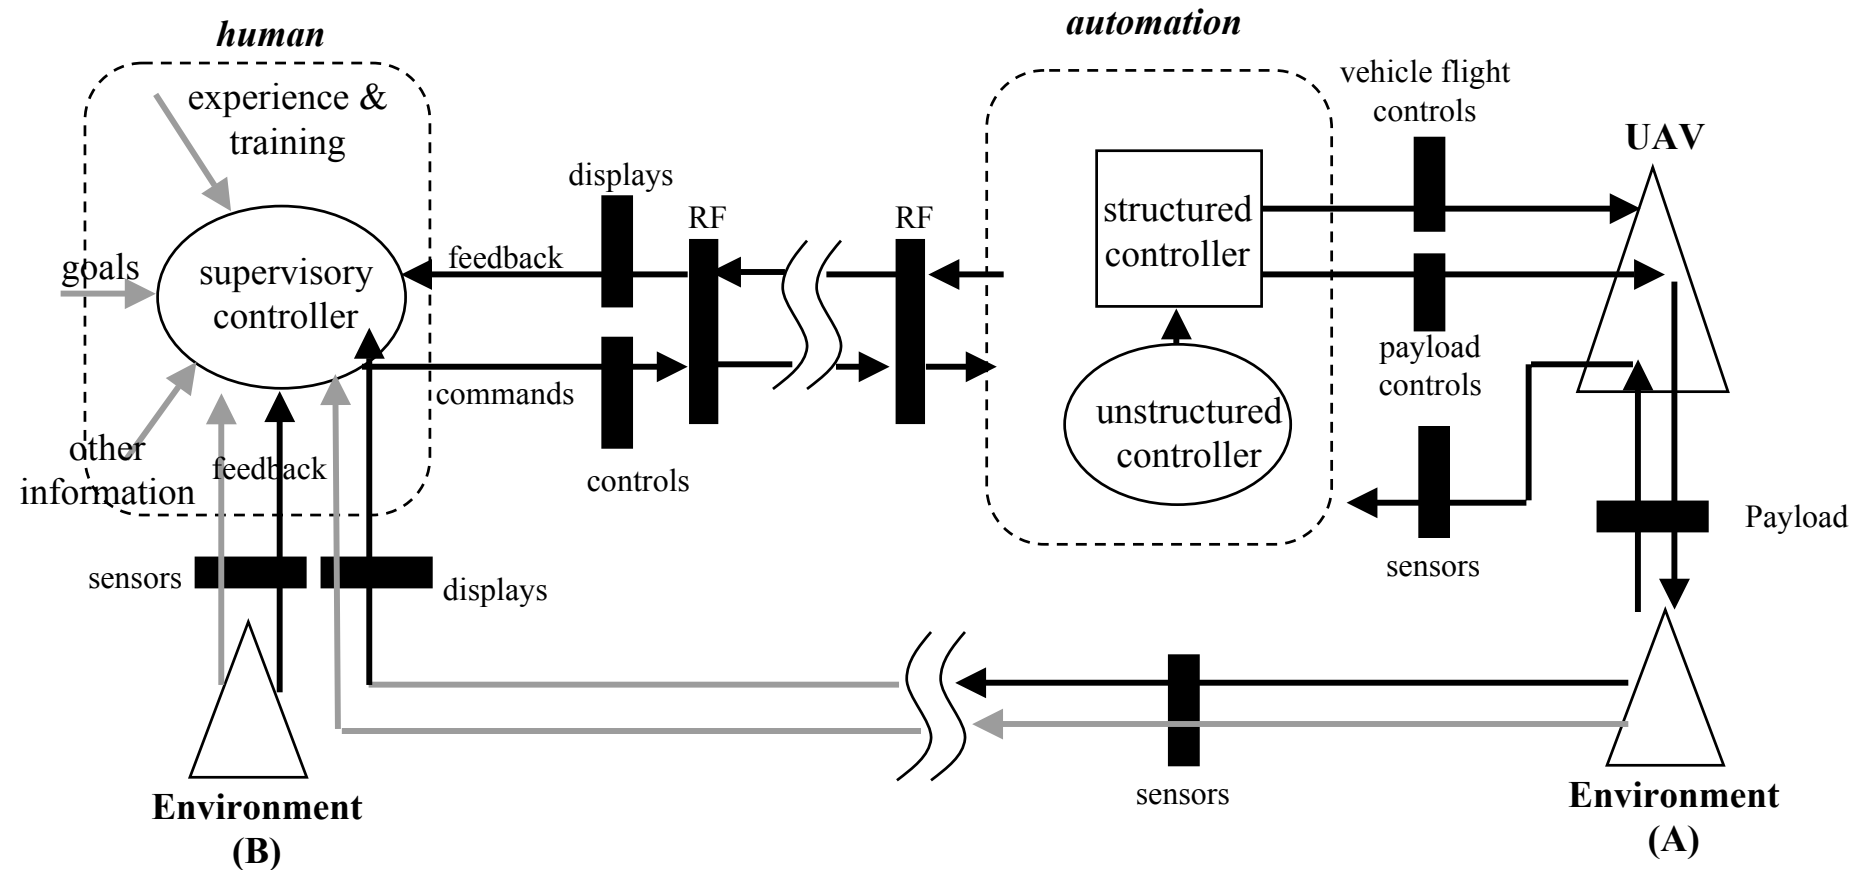 human
automation
experience &
training
vehicle flight
controls
UAV
displays
RF
RF
structured
controller
feedback
goals
supervisory
controller
commands
payload
controls
unstructured
controller
other
information
feedback
controls
sensors
Payload
sensors
displays
sensors
Environment
(B)
Environment
(A)